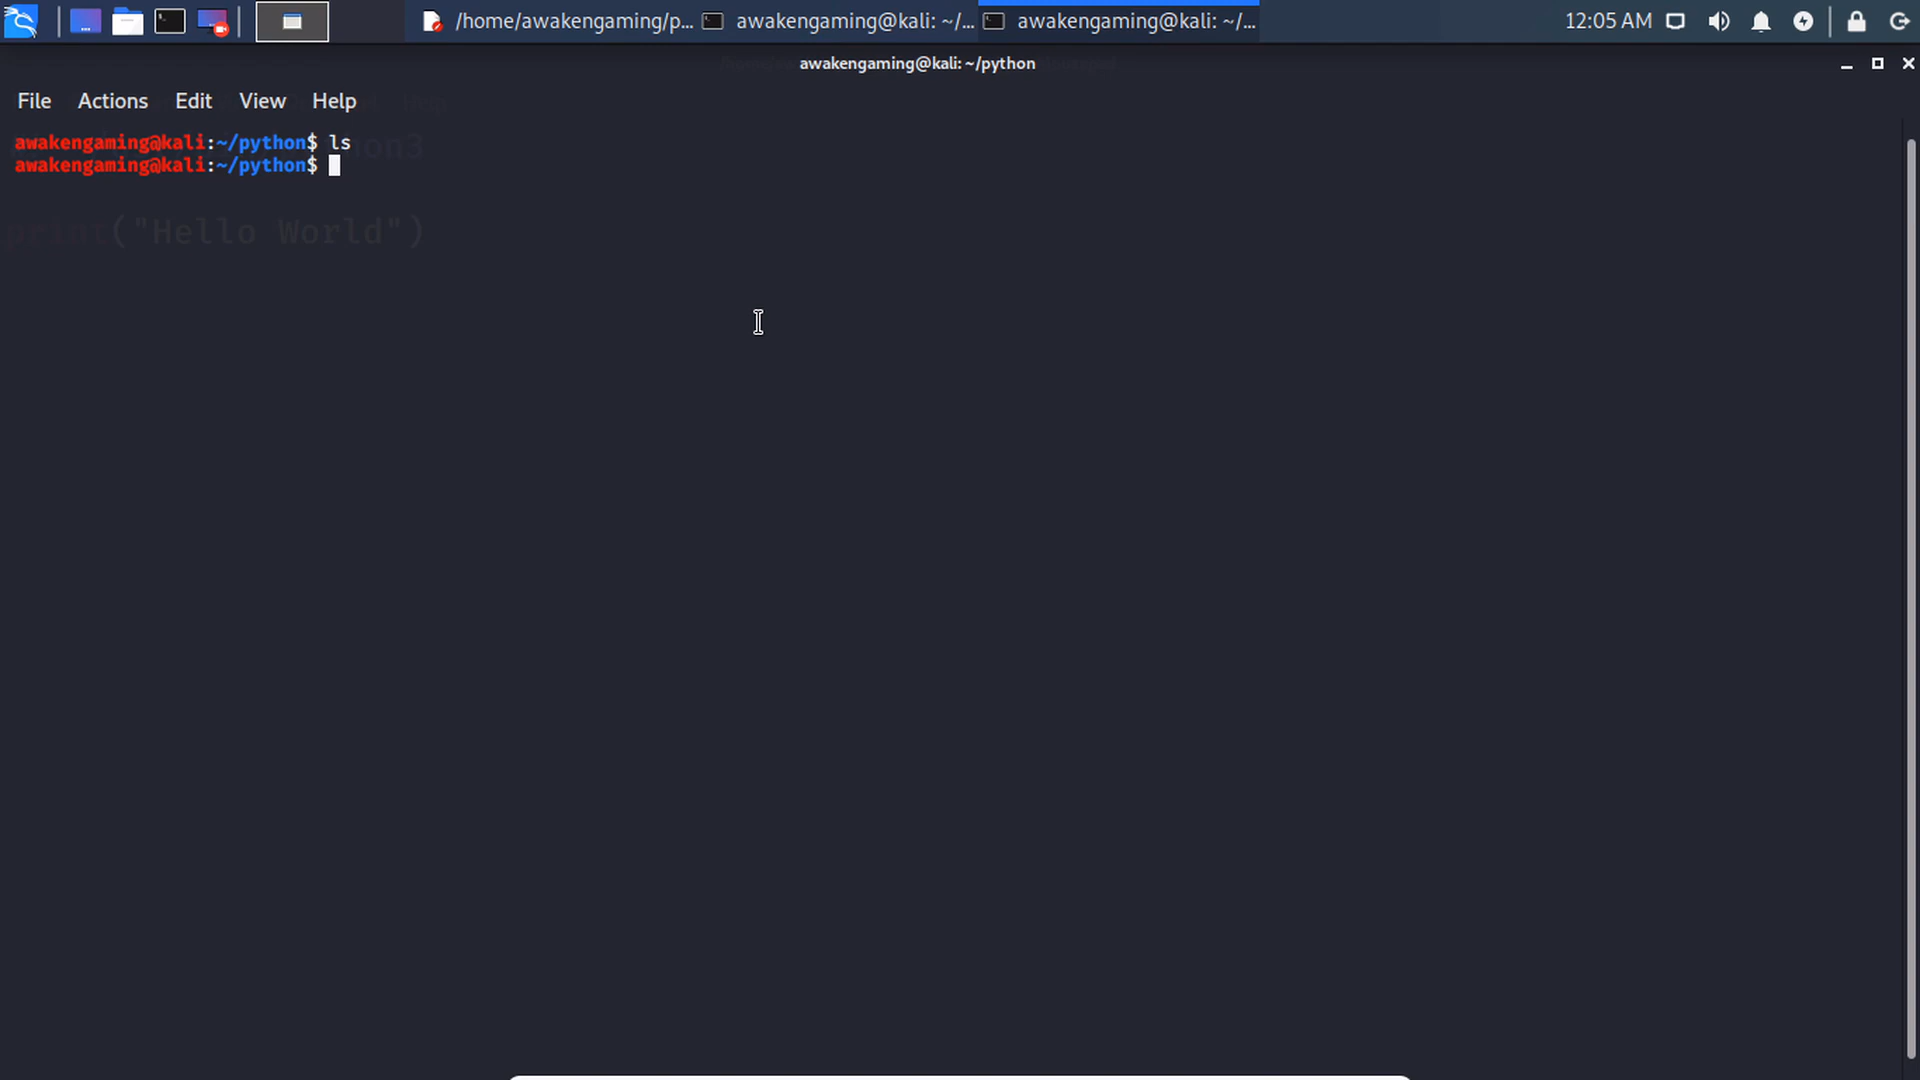 /home/awakengaming/p... awakengaming@kali: ~/... awakengaming@kali: ~/... 12:05 AM
awakengaming@kali: ~/python
File Actions Edit View Help
awakengaming@kali:~/python$ ls
awakengaming@kali:~/python$
print("Hello World")